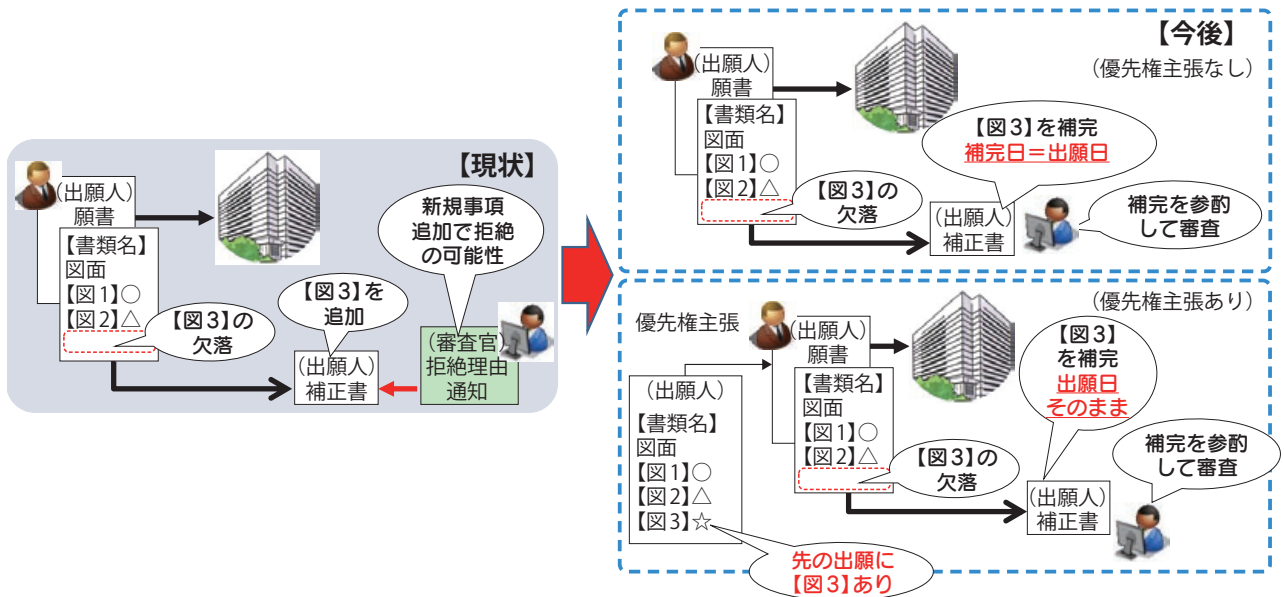 【現状】
(出願人)
願書
【書類名】
図面
【図1】○
【図2】△
【図3】の
欠落
【図3】を
追加
(出願人)
補正書
新規事項
追加で拒絶
の可能性
(審査官)
拒絶理由
通知
【今後】
(優先権主張なし)
(出願人)
願書
【書類名】
図面
【図1】○
【図2】△
【図3】の
欠落
【図3】を補完
補完日＝出願日
(出願人)
補正書
補完を参酌
して審査
(優先権主張あり)
優先権主張
(出願人)
【書類名】
図面
【図1】○
【図2】△
【図3】☆
先の出願に
【図3】あり
(出願人)
願書
【書類名】
図面
【図1】○
【図2】△
【図3】の
欠落
【図3】
を補完
出願日
そのまま
(出願人)
補正書
補完を参酌
して審査